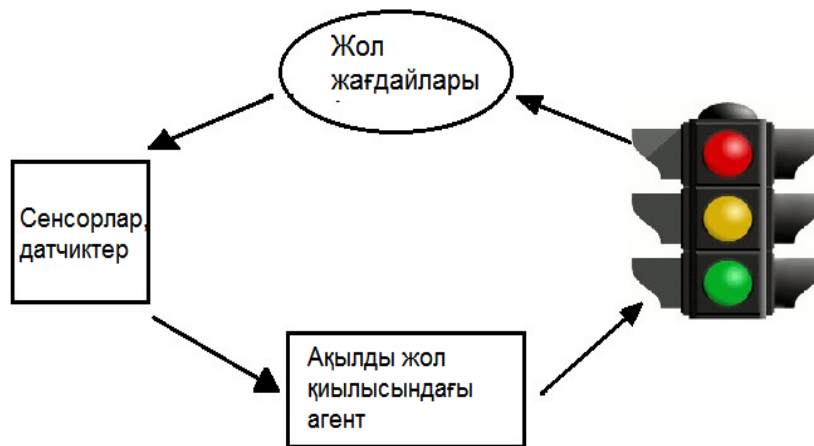 Жол
жағдайлары
Сенсорлар,
датчиктер
Ақылды жол
қиылысындағы
агент